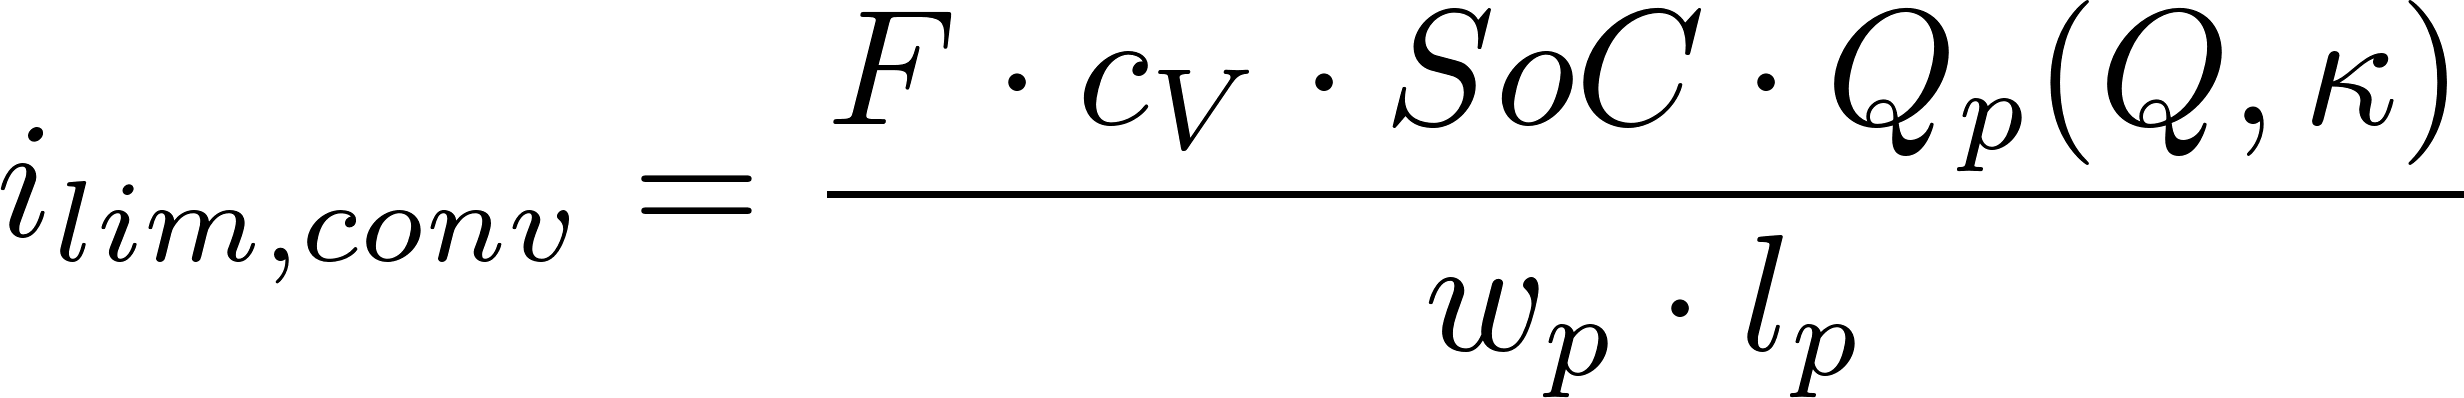 i_{lim,conv} = \frac{F \cdot c_V \cdot SoC \cdot Q_p(Q, \kappa)}{w_p \cdot l_p}